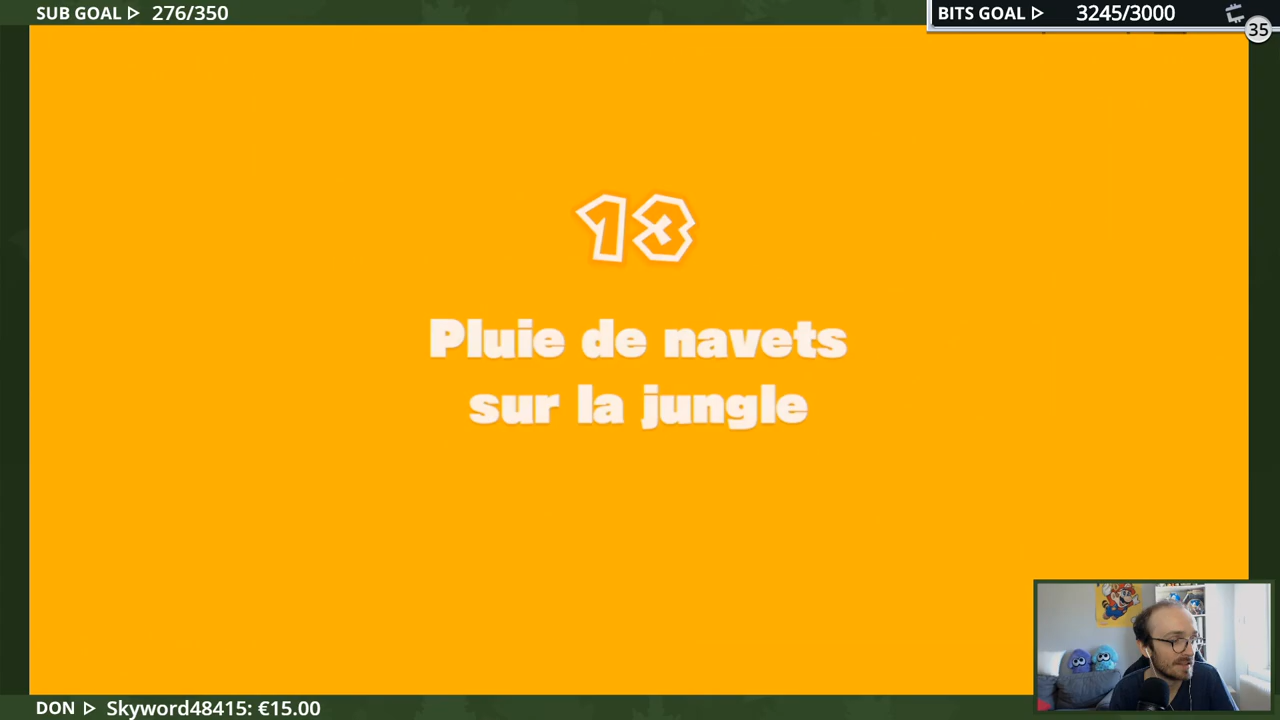 SUB GOAL ▷ 276/350
BITS GOAL ▷ 3245/3000
35
13
Pluie de navets
sur la jungle
DON ▷ Skyword48415: €15.00